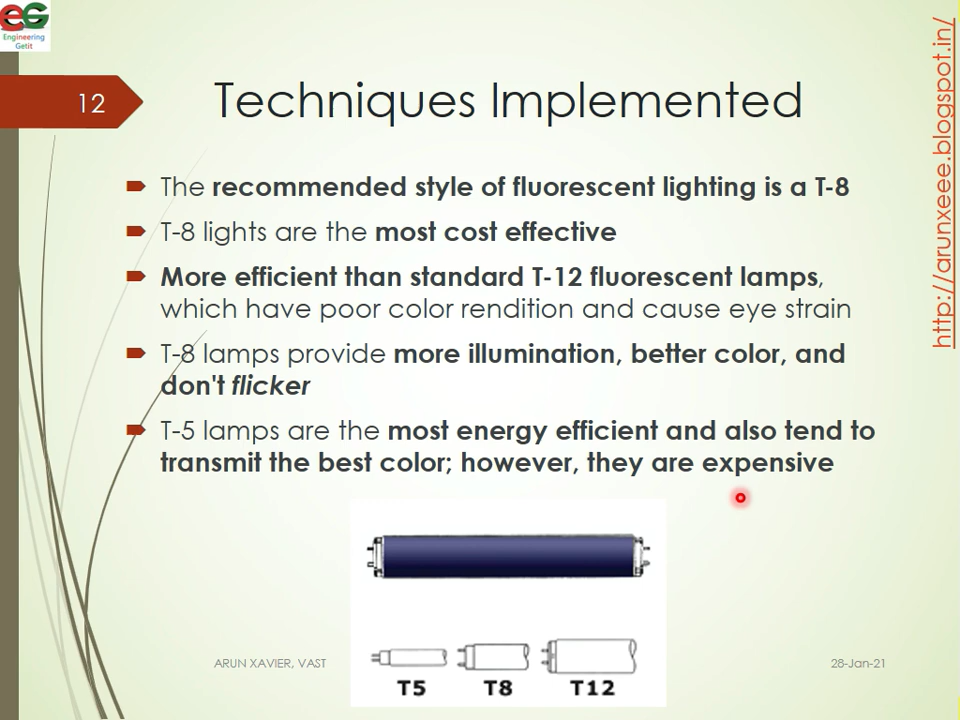 EG
Engineering
Getit
12
Techniques Implemented
http://arunxeee.blogspot.in/
The recommended style of fluorescent lighting is a T-8
T-8 lights are the most cost effective
More efficient than standard T-12 fluorescent lamps,
which have poor color rendition and cause eye strain
T-8 lamps provide more illumination, better color, and
don't flicker
T-5 lamps are the most energy efficient and also tend to
transmit the best color; however, they are expensive
T5 T8 T12
ARUN XAVIER, VAST
28-Jan-21